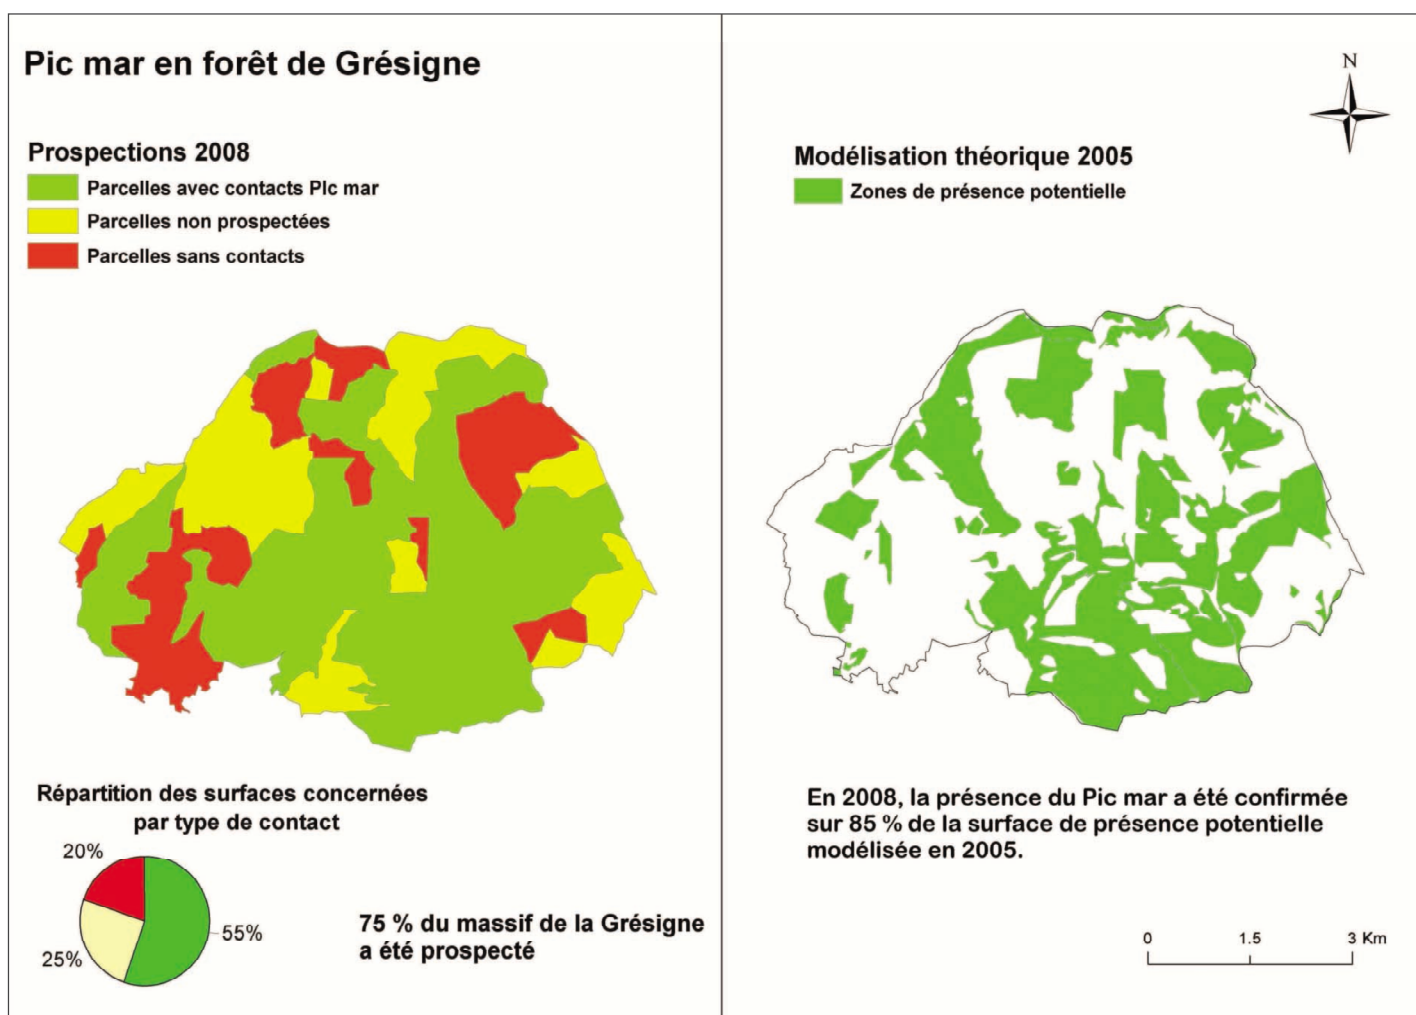 Pic mar en forêt de Grésigne
Prospections 2008
Parcelles avec contacts PIc mar
Parcelles non prospectées
Parcelles sans contacts
Répartition des surfaces concernées
par type de contact
20%
55%
25%
75 % du massif de la Grésigne
a été prospecté
N
Modélisation théorique 2005
Zones de présence potentielle
En 2008, la présence du Pic mar a été confirmée
sur 85 % de la surface de présence potentielle
modélisée en 2005.
0 1.5 3 Km